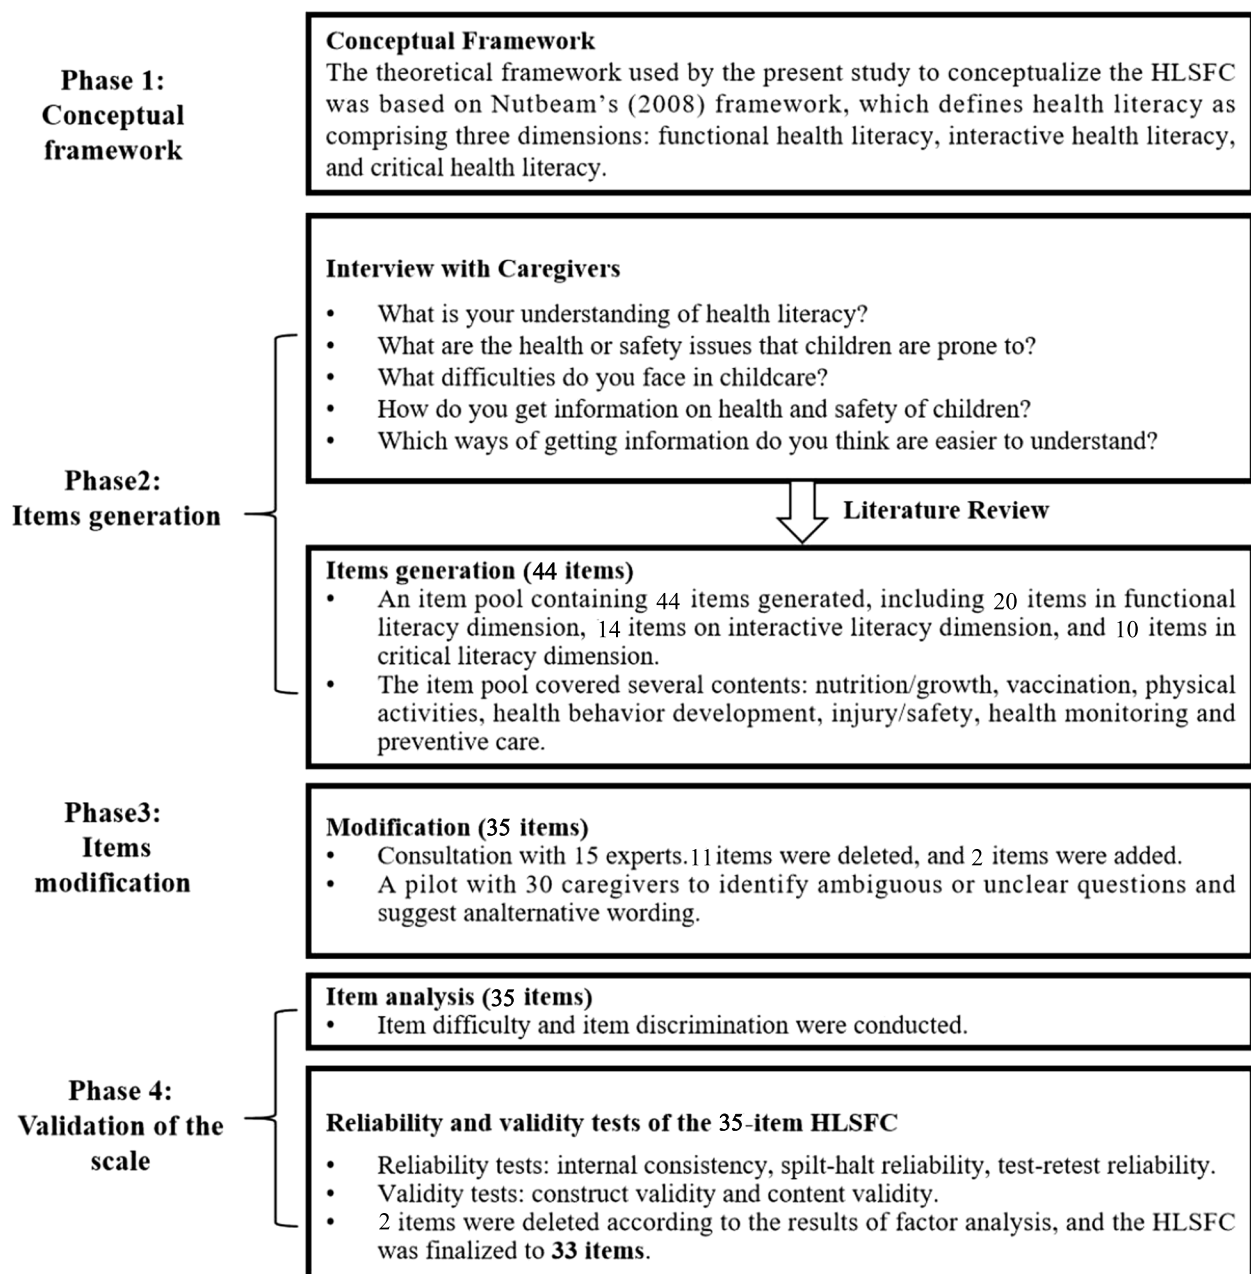 Phase 1:
Conceptual
framework
Conceptual Framework
The theoretical framework used by the present study to conceptualize the HLSFC
was based on Nutbeam's (2008) framework, which defines health literacy as
comprising three dimensions: functional health literacy, interactive health literacy,
and critical health literacy.
Phase2:
Items generation
Interview with Caregivers
• What is your understanding of health literacy?
• What are the health or safety issues that children are prone to?
• What difficulties do you face in childcare?
• How do you get information on health and safety of children?
• Which ways of getting information do you think are easier to understand?
Literature Review
Items generation (44 items)
• An item pool containing 44 items generated, including 20 items in functional
literacy dimension, 14 items on interactive literacy dimension, and 10 items in
critical literacy dimension.
• The item pool covered several contents: nutrition/growth, vaccination, physical
activities, health behavior development, injury/safety, health monitoring and
preventive care.
Phase3:
Items
modification
Modification (35 items)
• Consultation with 15 experts.11items were deleted, and 2 items were added.
• A pilot with 30 caregivers to identify ambiguous or unclear questions and
suggest analternative wording.
Phase 4:
Validation of the
scale
Item analysis (35 items)
• Item difficulty and item discrimination were conducted.
Reliability and validity tests of the 35-item HLSFC
• Reliability tests: internal consistency, spilt-halt reliability, test-retest reliability.
• Validity tests: construct validity and content validity.
• 2 items were deleted according to the results of factor analysis, and the HLSFC
was finalized to 33 items.